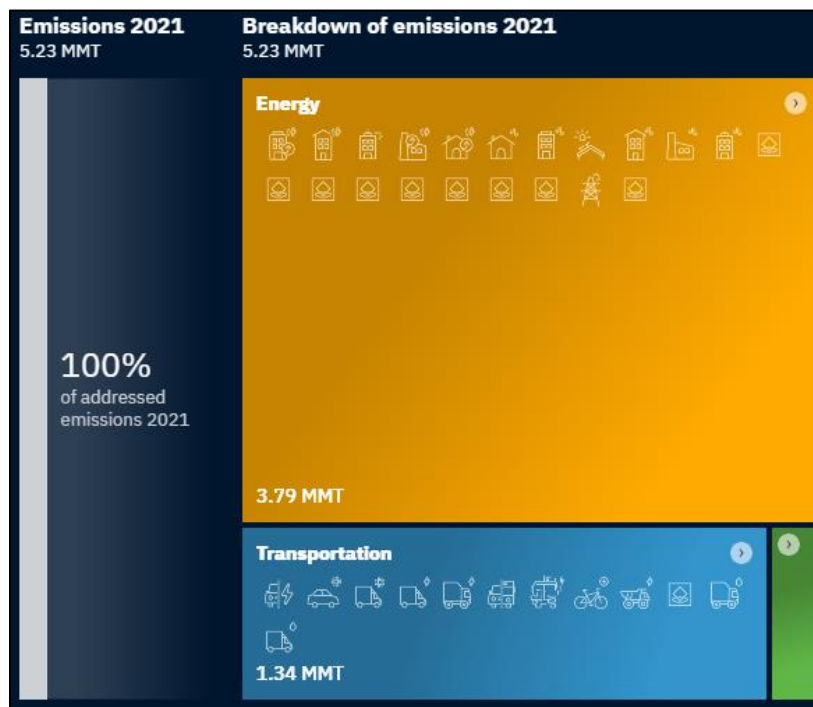 Emissions 2021
5.23 MMT
Breakdown of emissions 2021
5.23 MMT
Energy
3.79 MMT
100%
of addressed
emissions 2021
Transportation
1.34 MMT